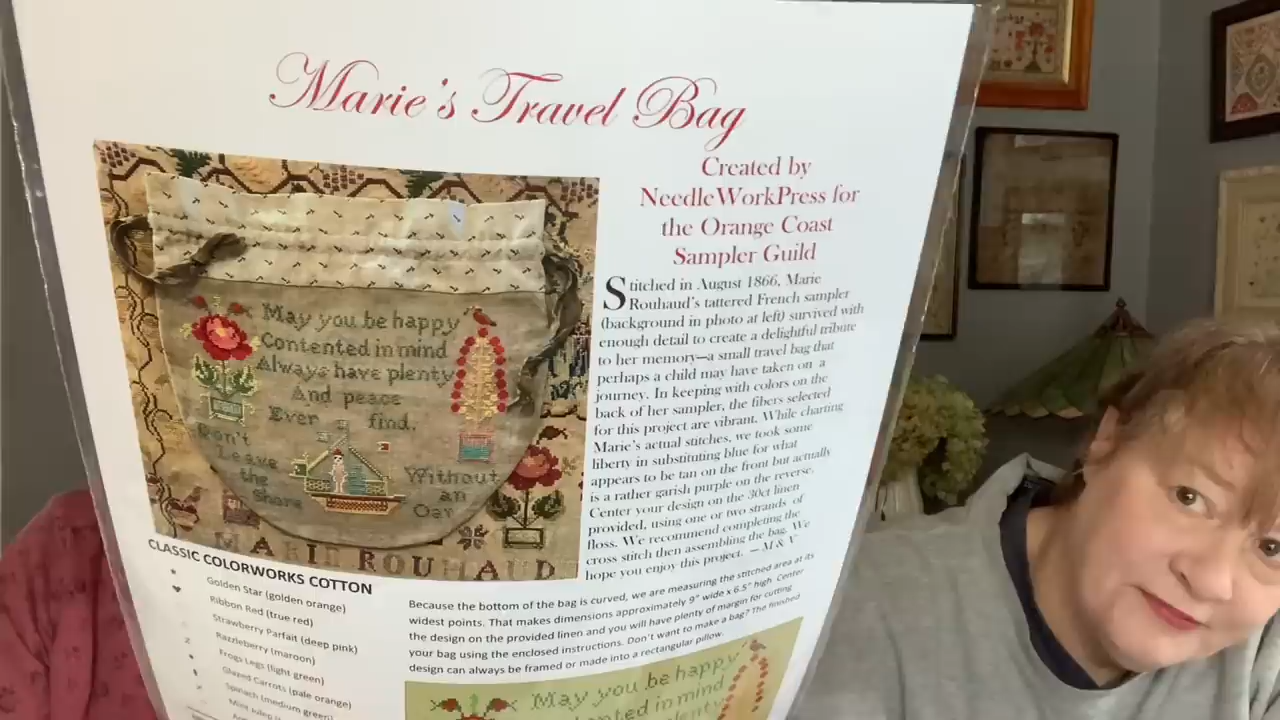 Marie's Travel Bag
Created by
NeedleWorkPress for
the Orange Coast
Sampler Guild
Stitched in August 1866, Marie
Rouhaud's tattered French sampler
(background in photo at left) survived with
enough detail to create a delightful tribute
to her memory—a small travel bag that
perhaps a child may have taken on a
journey. In keeping with colors on the
back of her sampler, the fibers selected
for this project are vibrant. While charting
Marie's actual stitches, we took some
liberty in substituting blue for what
appears to be tan on the front but actually
is a rather garish purple on the reverse.
Center your design on the 30ct linen
provided, using one or two strands of
floss. We recommend completing the
cross stitch then assembling the bag. We
hope you enjoy this project. — M & V
May you be happy
Contented in mind
Always have plenty
And peace
Ever find.
Don't
Leave
the
Shore
Without
an
Oar
MARIE ROUHAUD
CLASSIC COLORWORKS COTTON
Golden Star (golden orange)
Ribbon Red (true red)
Strawberry Parfait (deep pink)
Razzleberry (maroon)
Frogs Legs (light green)
Glazed Carrots (pale orange)
Spinach (medium green)
Mint Julep
Because the bottom of the bag is curved, we are measuring the stitched area at its
widest points. That makes dimensions approximately 9" wide x 6.5" high. Center
the design on the provided linen and you will have plenty of margin for cutting
your bag using the enclosed instructions. Don't want to make a bag? The finished
design can always be framed or made into a rectangular pillow.
May you be happy
tented in mind
plenty